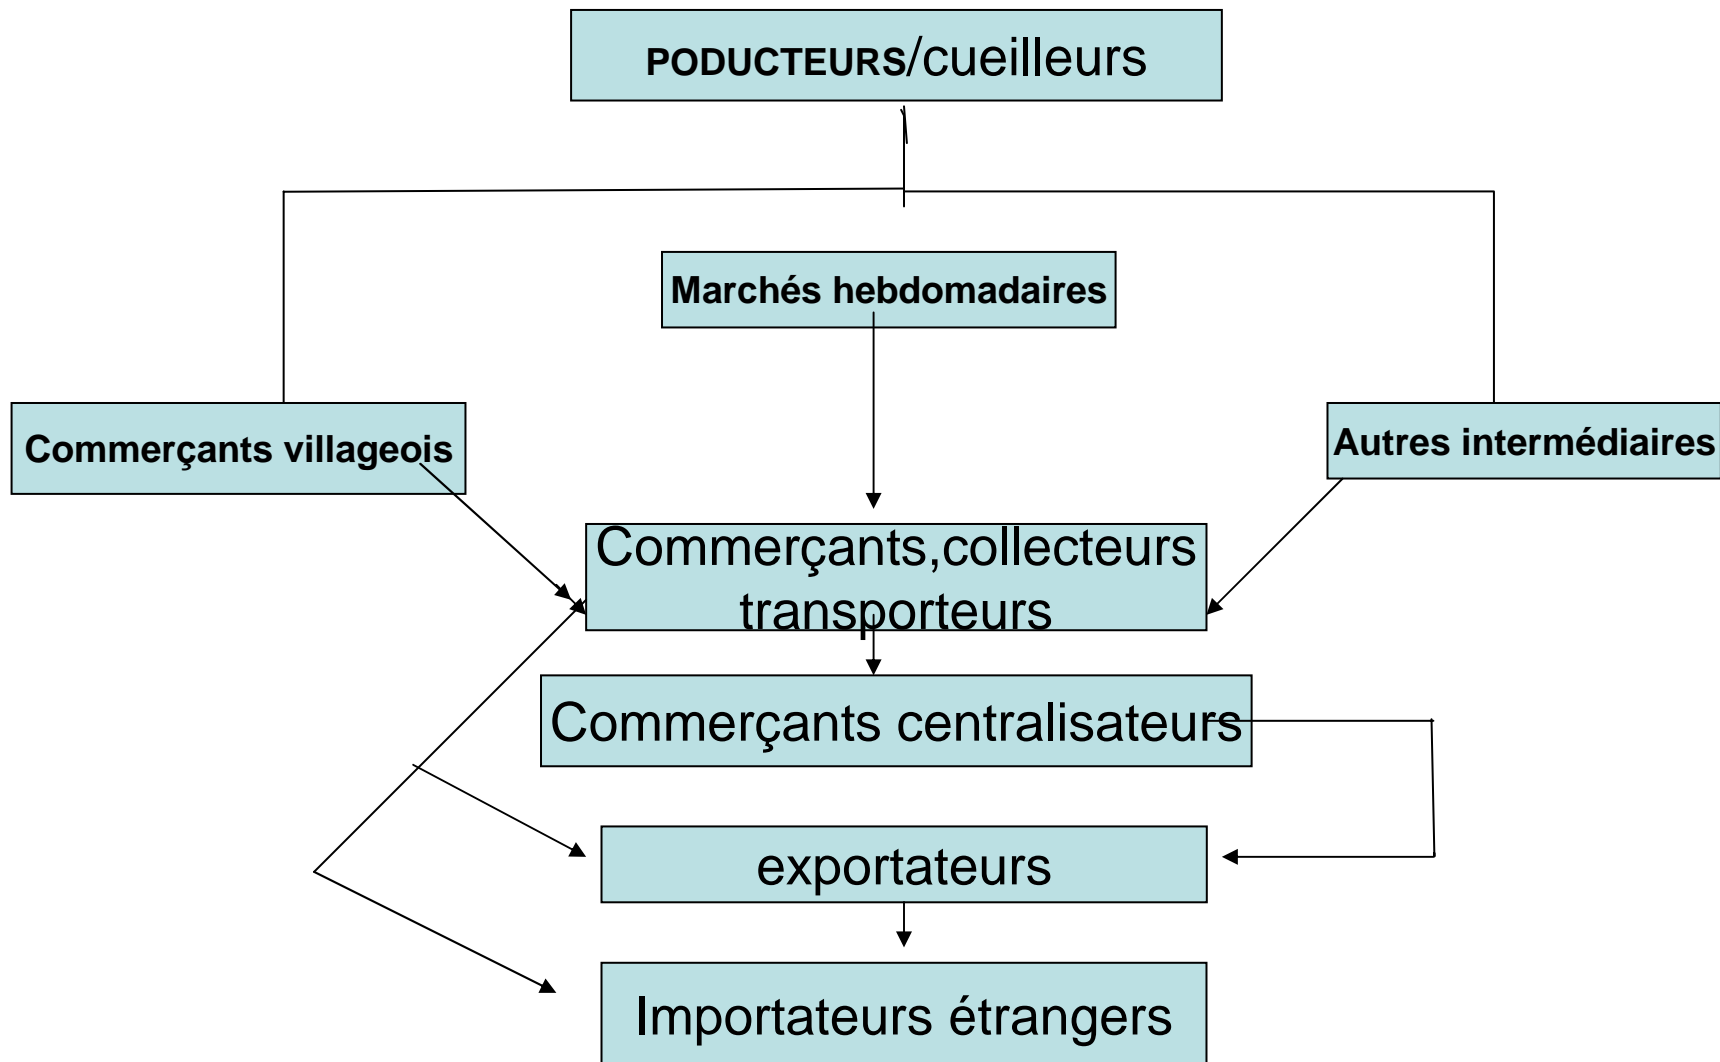 PODUCTEURS/cueilleurs
Marchés hebdomadaires
Commerçants villageois
Autres intermédiaires
Commerçants,collecteurs
transporteurs
Commerçants centralisateurs
exportateurs
Importateurs étrangers